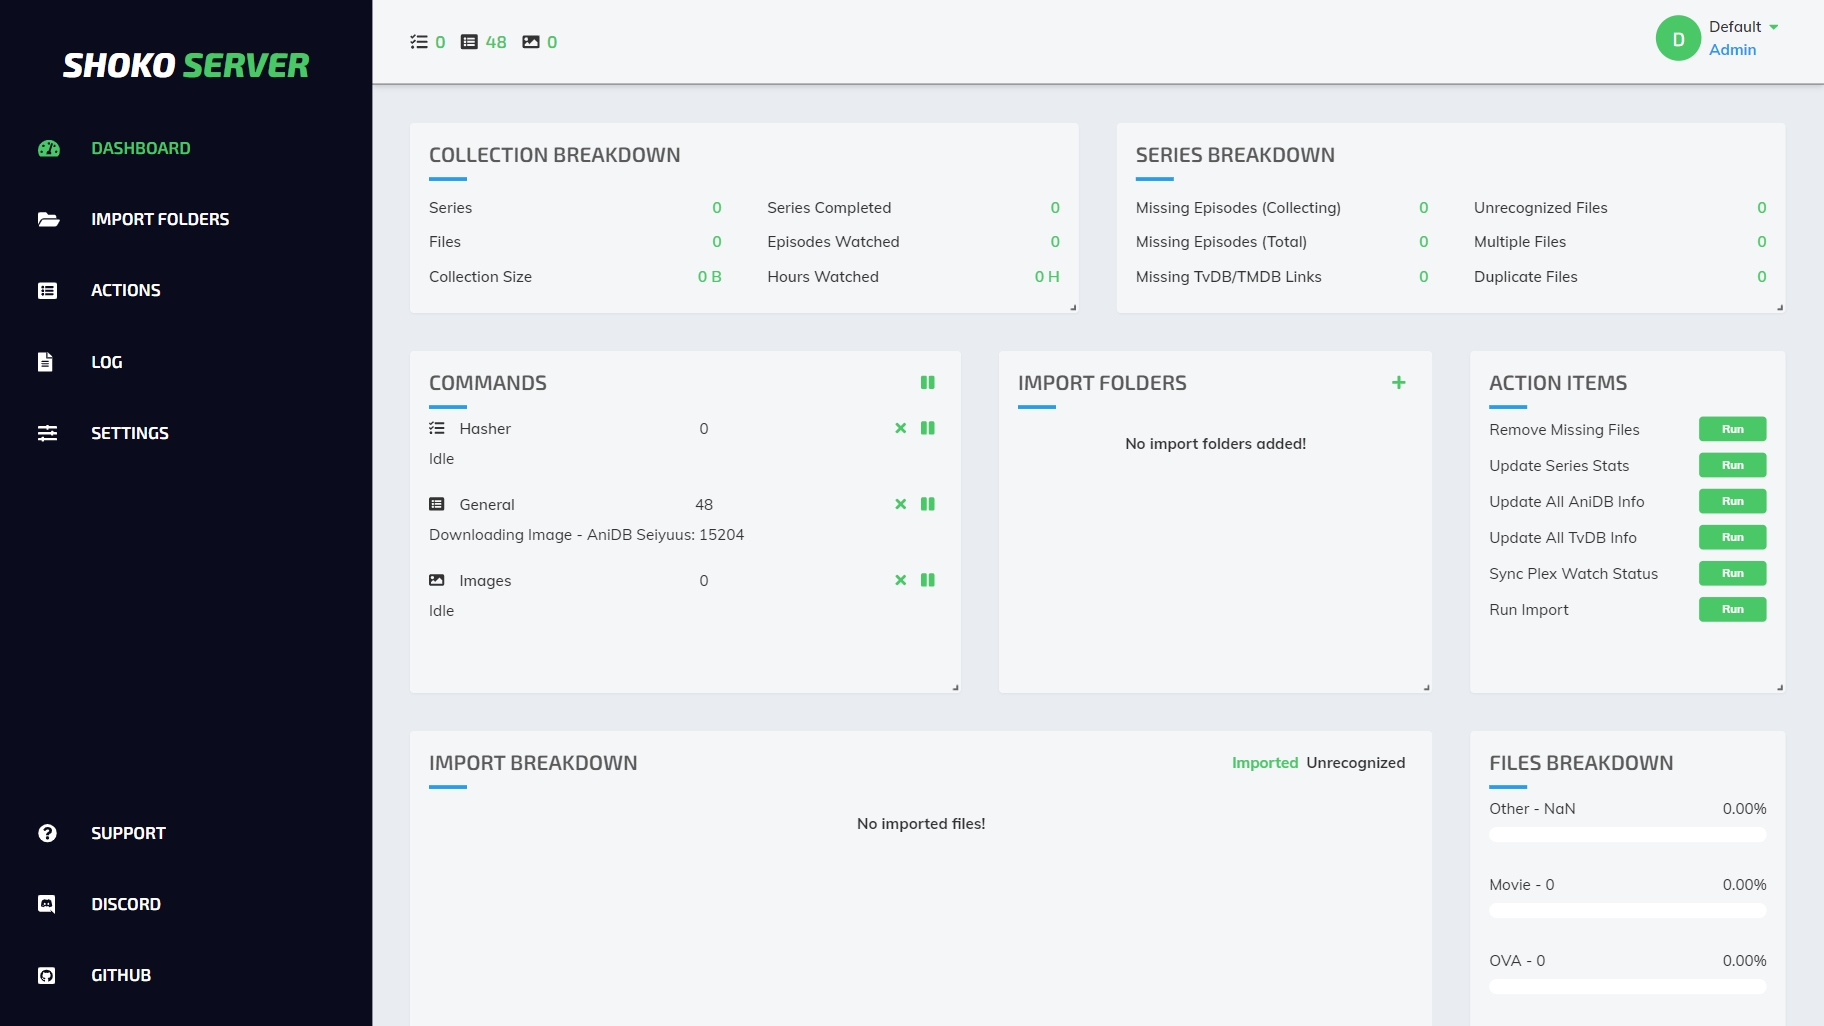 SHOKO SERVER
DASHBOARD
IMPORT FOLDERS
ACTIONS
LOG
SETTINGS
SUPPORT
DISCORD
GITHUB
0 48 0
D
Default
Admin
COLLECTION BREAKDOWN
Series 0 Series Completed 0
Files 0 Episodes Watched 0
Collection Size 0 B Hours Watched 0 H
SERIES BREAKDOWN
Missing Episodes (Collecting) 0 Unrecognized Files 0
Missing Episodes (Total) 0 Multiple Files 0
Missing TvDB/TMDB Links 0 Duplicate Files 0
COMMANDS
Hasher 0
Idle
General 48
Downloading Image - AniDB Seiyuus: 15204
Images 0
Idle
IMPORT FOLDERS
No import folders added!
ACTION ITEMS
Remove Missing Files Run
Update Series Stats Run
Update All AniDB Info Run
Update All TvDB Info Run
Sync Plex Watch Status Run
Run Import Run
IMPORT BREAKDOWN Imported Unrecognized
No imported files!
FILES BREAKDOWN
Other - NaN 0.00%
Movie - 0 0.00%
OVA - 0 0.00%